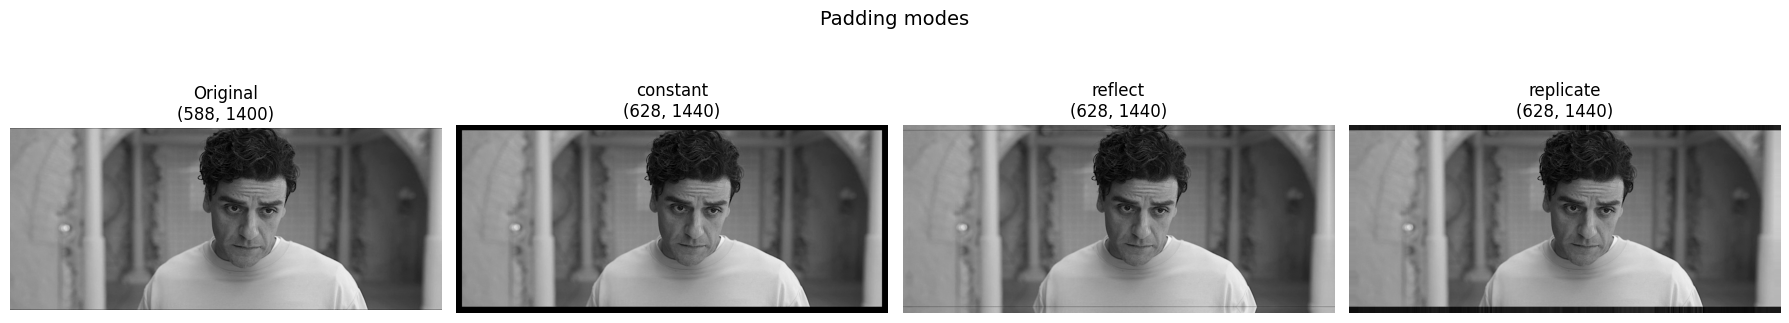 Padding modes
Original
(588, 1400)
constant
(628, 1440)
reflect
(628, 1440)
replicate
(628, 1440)